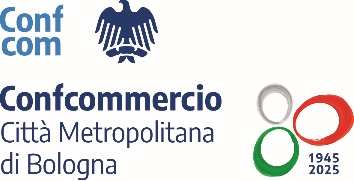 Conf
com
Confcommercio
Città Metropolitana
di Bologna
1945
2025